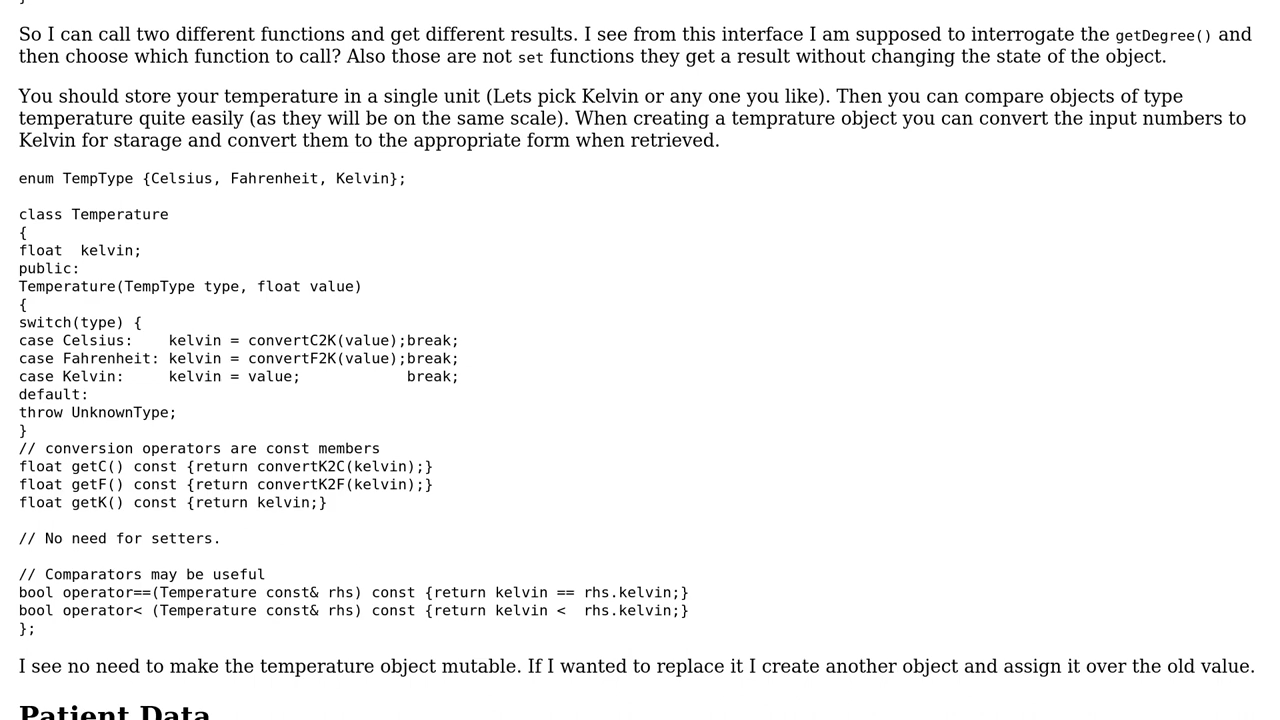 }
So I can call two different functions and get different results. I see from this interface I am supposed to interrogate the getDegree() and
then choose which function to call? Also those are not set functions they get a result without changing the state of the object.
You should store your temperature in a single unit (Lets pick Kelvin or any one you like). Then you can compare objects of type
temperature quite easily (as they will be on the same scale). When creating a temprature object you can convert the input numbers to
Kelvin for starage and convert them to the appropriate form when retrieved.
enum TempType {Celsius, Fahrenheit, Kelvin};
class Temperature
{
float  kelvin;
public:
Temperature(TempType type, float value)
{
switch(type) {
case Celsius:    kelvin = convertC2K(value);break;
case Fahrenheit: kelvin = convertF2K(value);break;
case Kelvin:     kelvin = value;            break;
default:
throw UnknownType;
}
// conversion operators are const members
float getC() const {return convertK2C(kelvin);}
float getF() const {return convertK2F(kelvin);}
float getK() const {return kelvin;}
// No need for setters.
// Comparators may be useful
bool operator==(Temperature const& rhs) const {return kelvin == rhs.kelvin;}
bool operator< (Temperature const& rhs) const {return kelvin <  rhs.kelvin;}
};
I see no need to make the temperature object mutable. If I wanted to replace it I create another object and assign it over the old value.
Patient Data